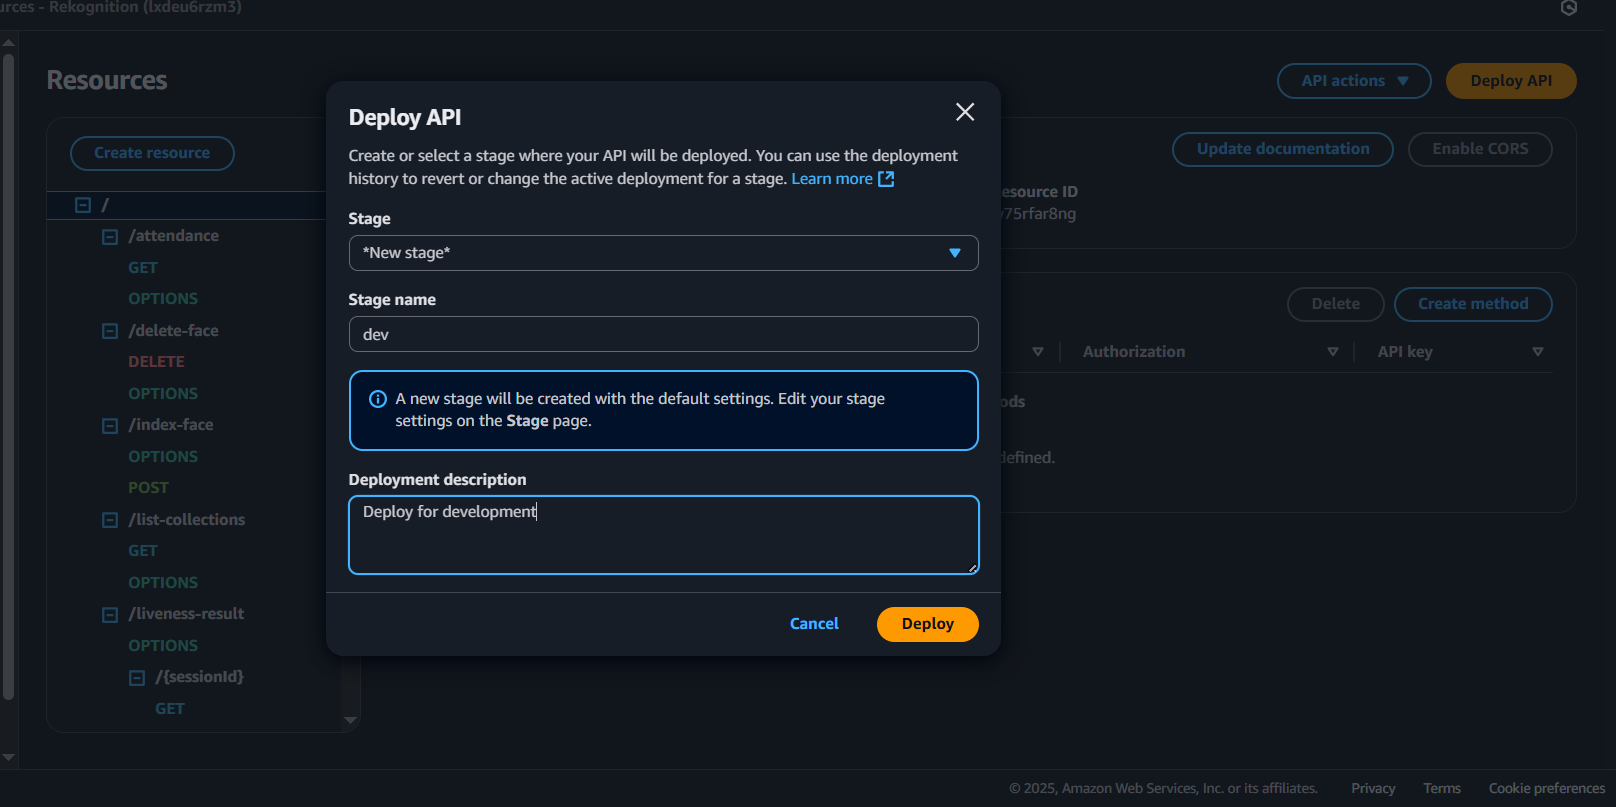 urces - Rekognition (lxdeu6rzm3)
Resources
API actions
Deploy API
Create resource
Update documentation
Enable CORS
/
/attendance
GET
OPTIONS
/delete-face
DELETE
OPTIONS
/index-face
OPTIONS
POST
/list-collections
GET
OPTIONS
/liveness-result
OPTIONS
/{sessionId}
GET
Deploy API
Create or select a stage where your API will be deployed. You can use the deployment
history to revert or change the active deployment for a stage. Learn more
Stage
*New stage*
Stage name
dev
A new stage will be created with the default settings. Edit your stage
settings on the Stage page.
Deployment description
Deploy for development
Cancel
Deploy
esource ID
75rfar8ng
Delete
Create method
Authorization
API key
ods
defined.
© 2025, Amazon Web Services, Inc. or its affiliates.
Privacy
Terms
Cookie preferences